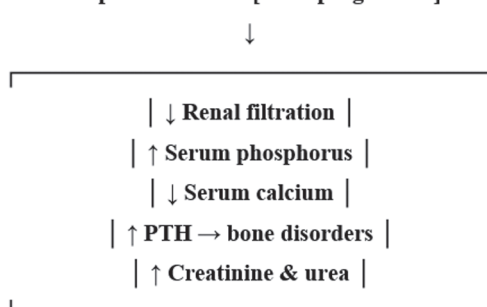 ↓
| ↓ Renal filtration |
| ↑ Serum phosphorus |
| ↓ Serum calcium |
| ↑ PTH → bone disorders |
| ↑ Creatinine & urea |